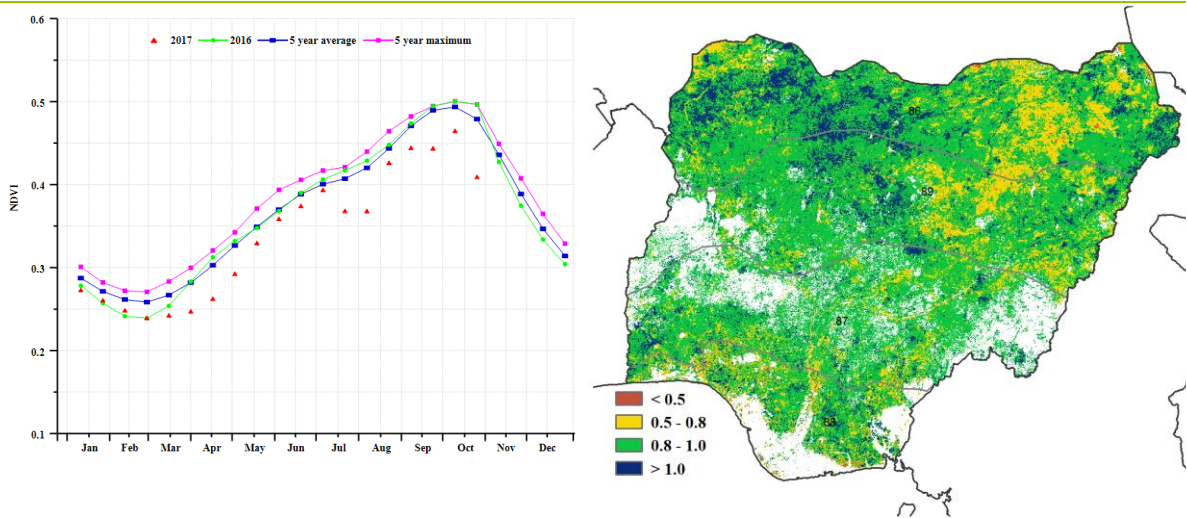 0.6
2017 2016 5 year average 5 year maximum
0.5
0.4
NDVI
0.3
0.2
0.1
Jan Feb Mar Apr May Jun Jul Aug Sep Oct Nov Dec
86
89
87
88
< 0.5
0.5 - 0.8
0.8 - 1.0
> 1.0